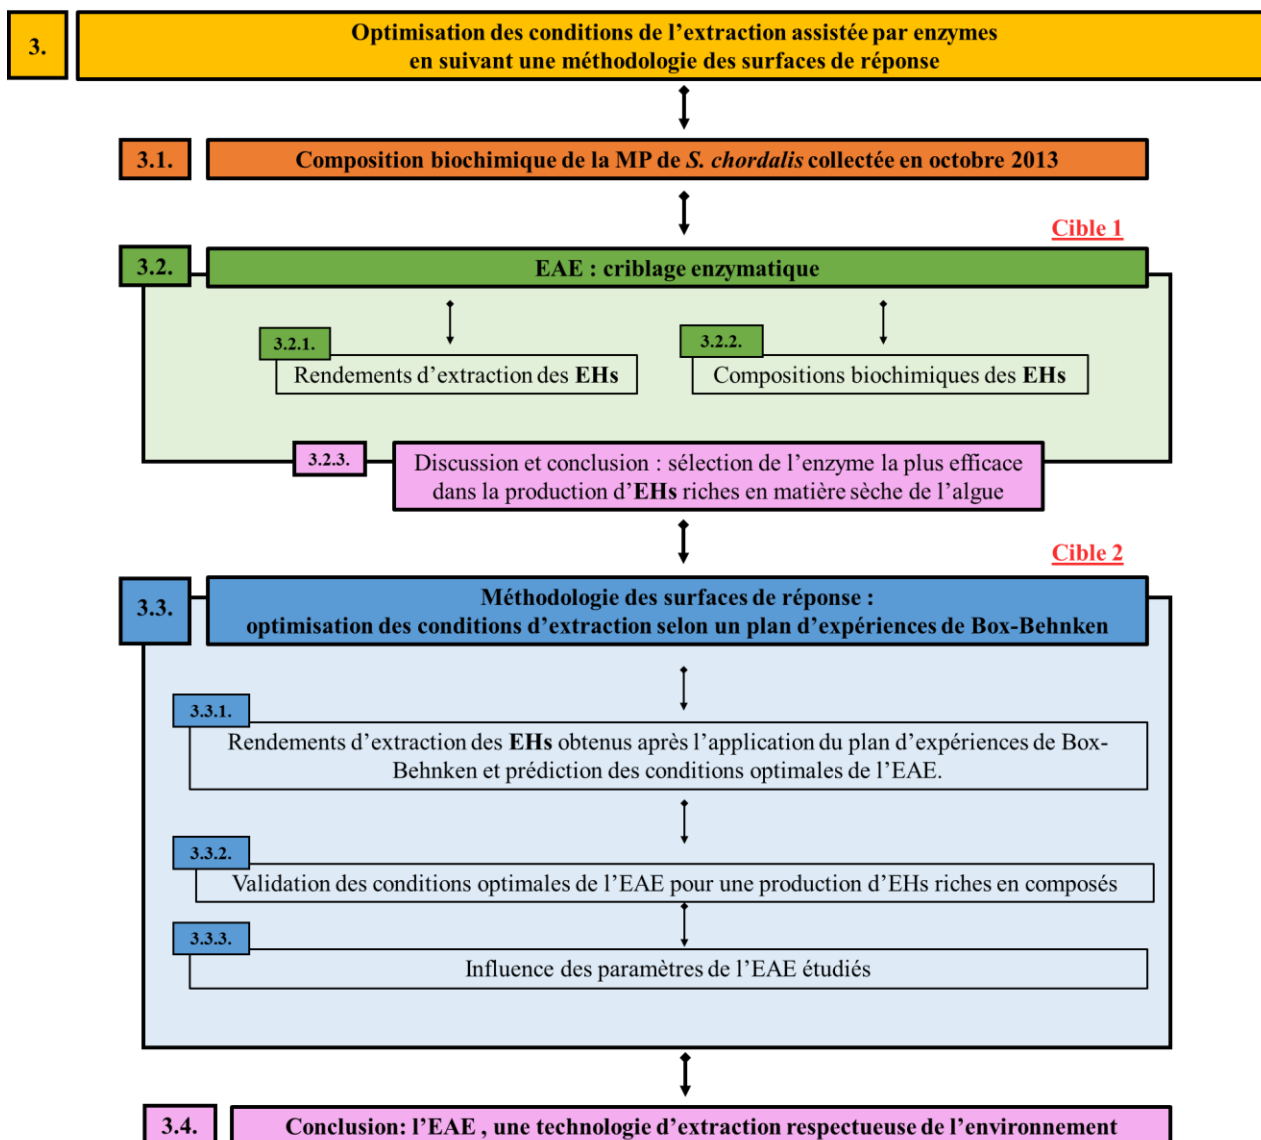 3.
Optimisation des conditions de l’extraction assistée par enzymes
en suivant une méthodologie des surfaces de réponse
3.1.
Composition biochimique de la MP de S. chordalis collectée en octobre 2013
Cible 1
3.2.
EAE : criblage enzymatique
3.2.1.
Rendements d’extraction des EHs
3.2.2.
Compositions biochimiques des EHs
3.2.3.
Discussion et conclusion : sélection de l’enzyme la plus efficace
dans la production d’EHs riches en matière sèche de l’algue
Cible 2
3.3.
Méthodologie des surfaces de réponse :
optimisation des conditions d’extraction selon un plan d’expériences de Box-Behnken
3.3.1.
Rendements d’extraction des EHs obtenus après l’application du plan d’expériences de Box-
Behnken et prédiction des conditions optimales de l’EAE.
3.3.2.
Validation des conditions optimales de l’EAE pour une production d’EHs riches en composés
3.3.3.
Influence des paramètres de l’EAE étudiés
3.4.
Conclusion: l’EAE , une technologie d’extraction respectueuse de l’environnement